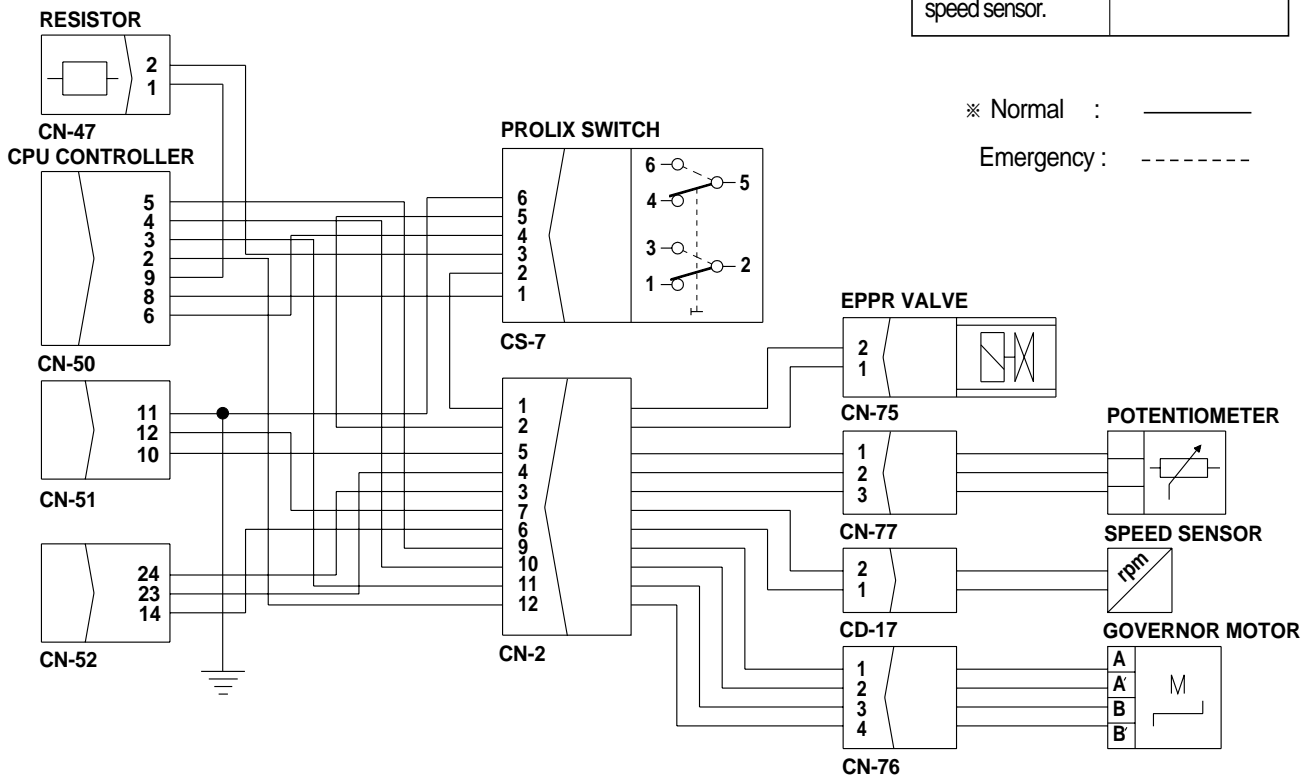 speed sensor.
※ Normal :
Emergency :
RESISTOR
2
1
CN-47
CPU CONTROLLER
5
4
3
2
9
8
6
CN-50
11
12
10
CN-51
24
23
14
CN-52
PROLIX SWITCH
6
5
4
3
2
1
6
4
5
3
1
2
CS-7
1
2
5
4
3
7
6
9
10
11
12
CN-2
EPPR VALVE
2
1
CN-75
POTENTIOMETER
1
2
3
CN-77
SPEED SENSOR
2
1
rpm
CD-17
GOVERNOR MOTOR
1
2
3
4
A
A′
B
B′
M
CN-76